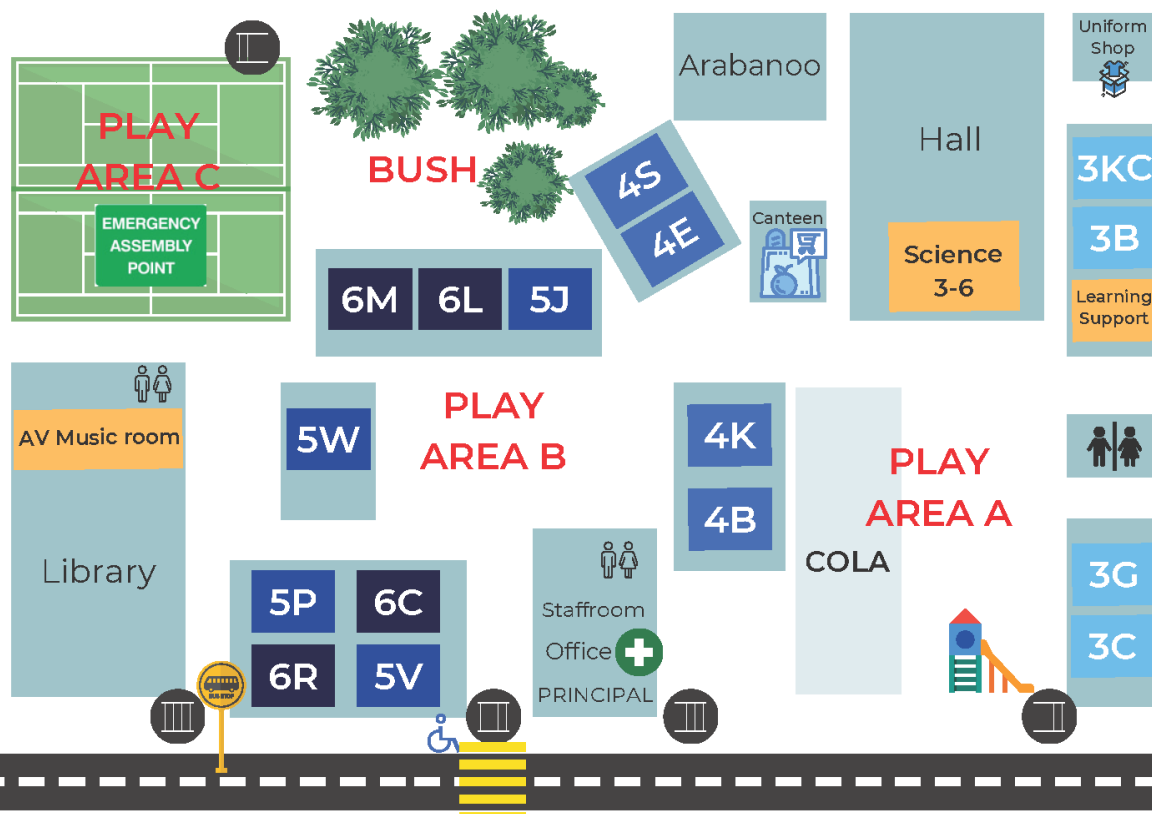 Uniform
Shop
Arabanoo
PLAY
AREA C
Hall
BUSH
4S
4E
3KC
Canteen
EMERGENCY
ASSEMBLY
POINT
3B
Science
3-6
6M
6L
5J
Learning
Support
AV Music room
5W
PLAY
AREA B
4K
PLAY
AREA A
4B
COLA
Library
3G
5P
6C
Staffroom
3C
Office
6R
5V
PRINCIPAL
BUS STOP